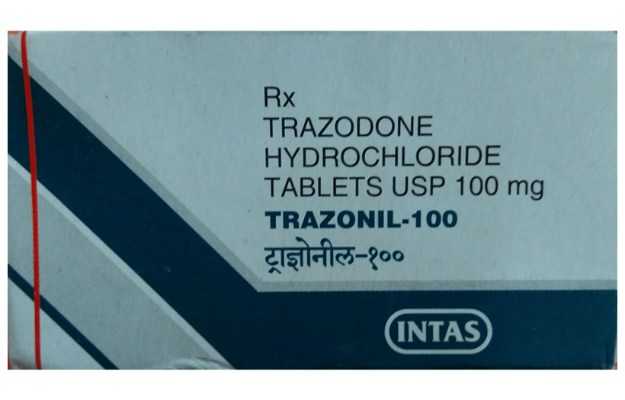 Rx
TRAZODONE
HYDROCHLORIDE
TABLETS USP 100 mg
TRAZONIL-100
ट्राज़ोनील-१००
INTAS